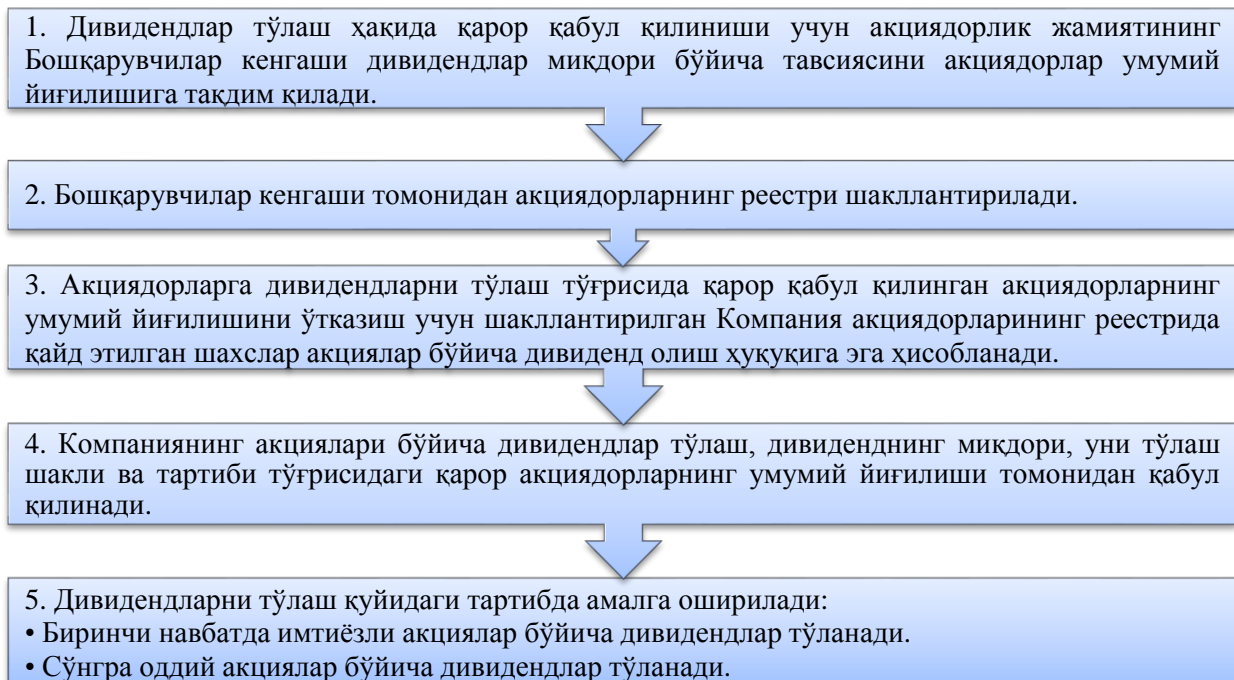 1. Дивидендлар тўлаш ҳақида қарор қабул қилиниши учун акциядорлик жамиятининг
Бошқарувчилар кенгаши дивидендлар миқдори бўйича тавсиясини акциядорлар умумий
йиғилишига тақдим қилади.
2. Бошқарувчилар кенгаши томонидан акциядорларнинг реестри шакллантирилади.
3. Акциядорларга дивидендларни тўлаш тўғрисида қарор қабул қилинган акциядорларнинг
умумий йиғилишини ўтказиш учун шакллантирилган Компания акциядорларининг реестрида
қайд этилган шахслар акциялар бўйича дивиденд олиш ҳуқуқига эга ҳисобланади.
4. Компаниянинг акциялари бўйича дивидендлар тўлаш, дивиденднинг миқдори, уни тўлаш
шакли ва тартиби тўғрисидаги қарор акциядорларнинг умумий йиғилиши томонидан қабул
қилинади.
5. Дивидендларни тўлаш қуйидаги тартибда амалга оширилади:
• Биринчи навбатда имтиёзли акциялар бўйича дивидендлар тўланади.
• Сўнгра оддий акциялар бўйича дивидендлар тўланади.